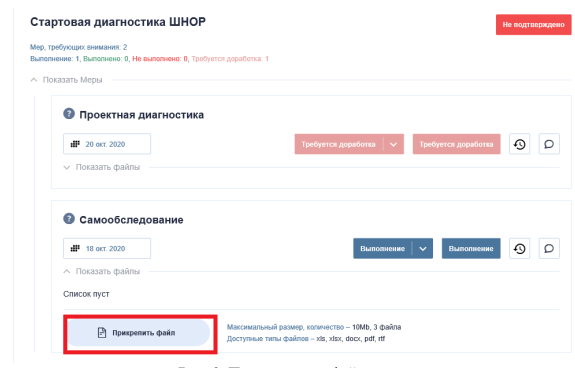 Стартовая диагностика ШНОР
Не подтверждено
Мер, требующих внимания: 2
Выполнение: 1, Выполнено: 0, Не выполнено: 0, Требуется доработка: 1
Показать Меры
Проектная диагностика
20 окт. 2020
Требуется доработка
Требуется доработка
Показать файлы
Самообследование
18 окт. 2020
Выполнение
Выполнение
Показать файлы
Список пуст
Прикрепить файл
Максимальный размер, количество – 10Mb, 3 файла
Доступные типы файлов – xls, xlsx, docx, pdf, rtf